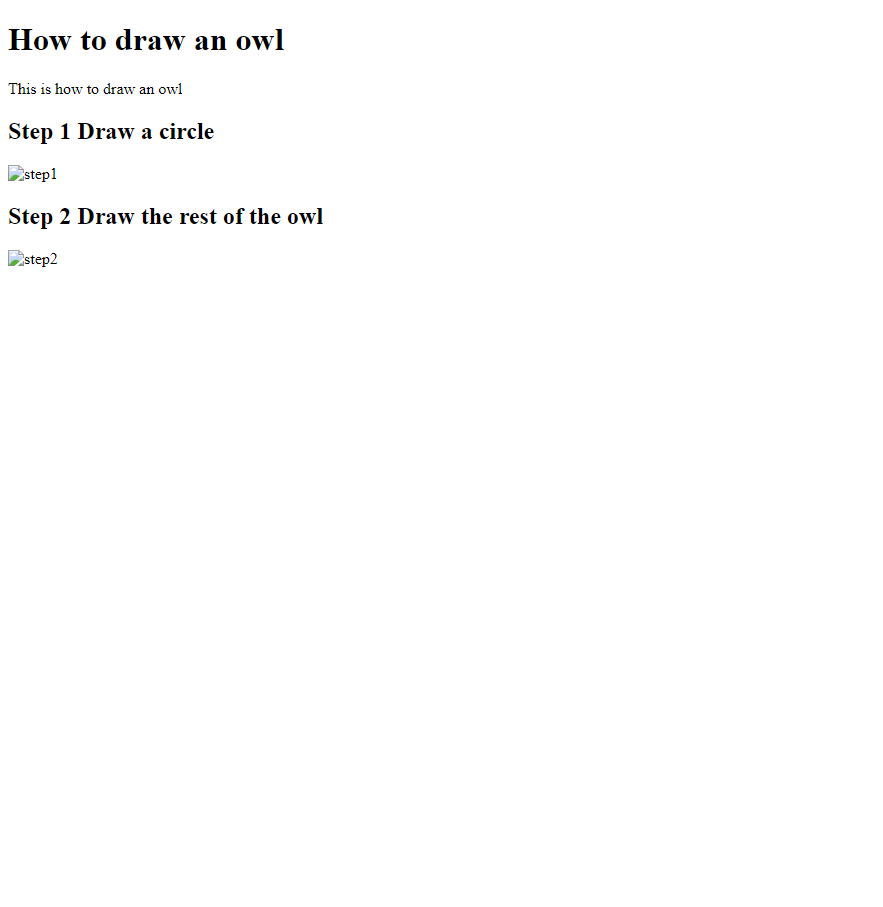 How to draw an owl
This is how to draw an owl
Step 1 Draw a circle
step1
Step 2 Draw the rest of the owl
step2